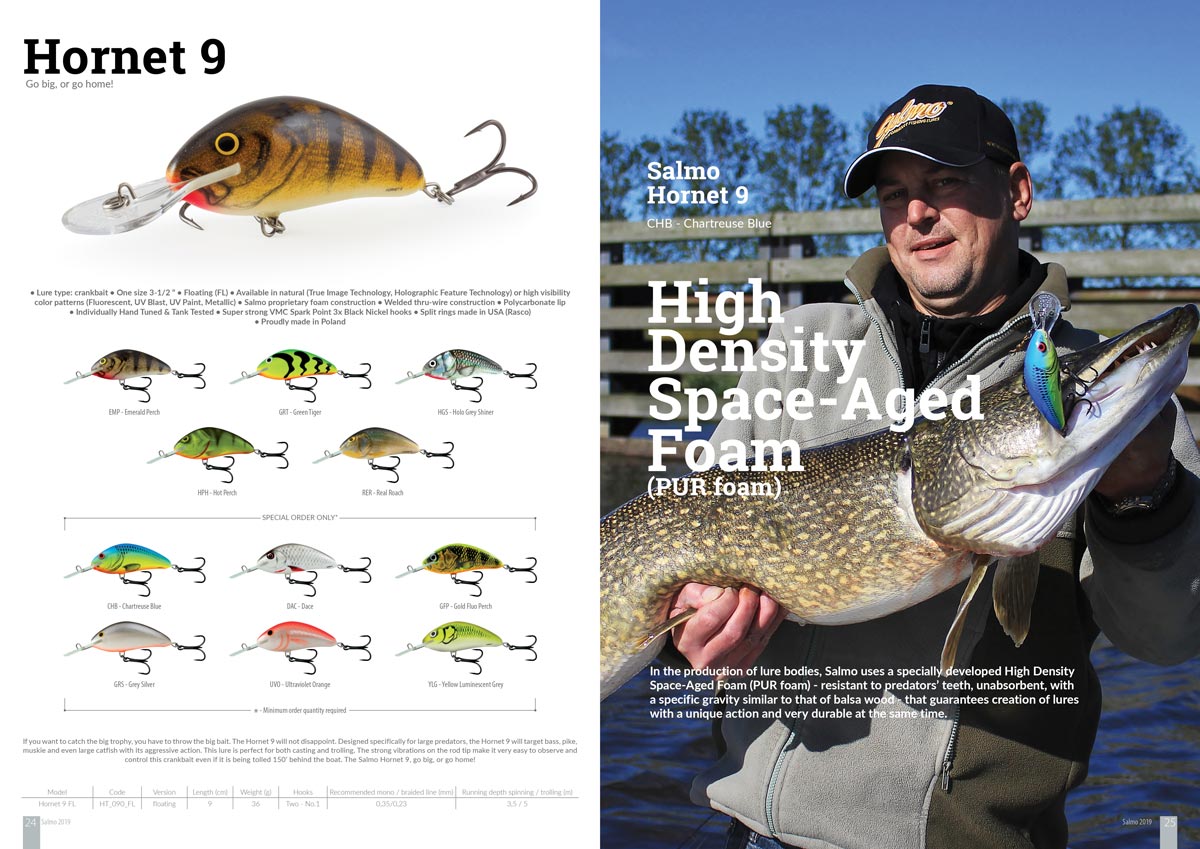 Hornet 9
Go big, or go home!
• Lure type: crankbait • One size 3-1/2 " • Floating (FL) • Available in natural (True Image Technology, Holographic Feature Technology) or high visibility
color patterns (Fluorescent, UV Blast, UV Paint, Metallic) • Salmo proprietary foam construction • Welded thru-wire construction • Polycarbonate lip
• Individually Hand Tuned & Tank Tested • Super strong VMC Spark Point 3x Black Nickel hooks • Split rings made in USA (Rasco)
• Proudly made in Poland
EMP - Emerald Perch
GRT - Green Tiger
HGS - Holo Grey Shiner
HPH - Hot Perch
RER - Real Roach
SPECIAL ORDER ONLY*
CHB - Chartreuse Blue
DAC - Dace
GFP - Gold Fluo Perch
GRS - Grey Silver
UVO - Ultraviolet Orange
YLG - Yellow Luminescent Grey
* - Minimum order quantity required
If you want to catch the big trophy, you have to throw the big bait. The Hornet 9 will not disappoint. Designed specifically for large predators, the Hornet 9 will target bass, pike,
muskie and even large catfish with its aggressive action. This lure is perfect for both casting and trolling. The strong vibrations on the rod tip make it very easy to observe and
control this crankbait even if it is being tolled 150' behind the boat. The Salmo Hornet 9, go big, or go home!
Model Code Version Length (cm) Weight (g) Hooks Recommended mono / braided line (mm) Running depth spinning / trolling (m)
Hornet 9 FL HT_090_FL floating 9 36 Two - No.1 0,35/0,23 3,5 / 5
24 Salmo 2019
Salmo
Salmo
Hornet 9
CHB - Chartreuse Blue
High
Density
Space-Aged
Foam
(PUR foam)
In the production of lure bodies, Salmo uses a specially developed High Density
Space-Aged Foam (PUR foam) - resistant to predators' teeth, unabsorbent, with
a specific gravity similar to that of balsa wood - that guarantees creation of lures
with a unique action and very durable at the same time.
Salmo 2019 25